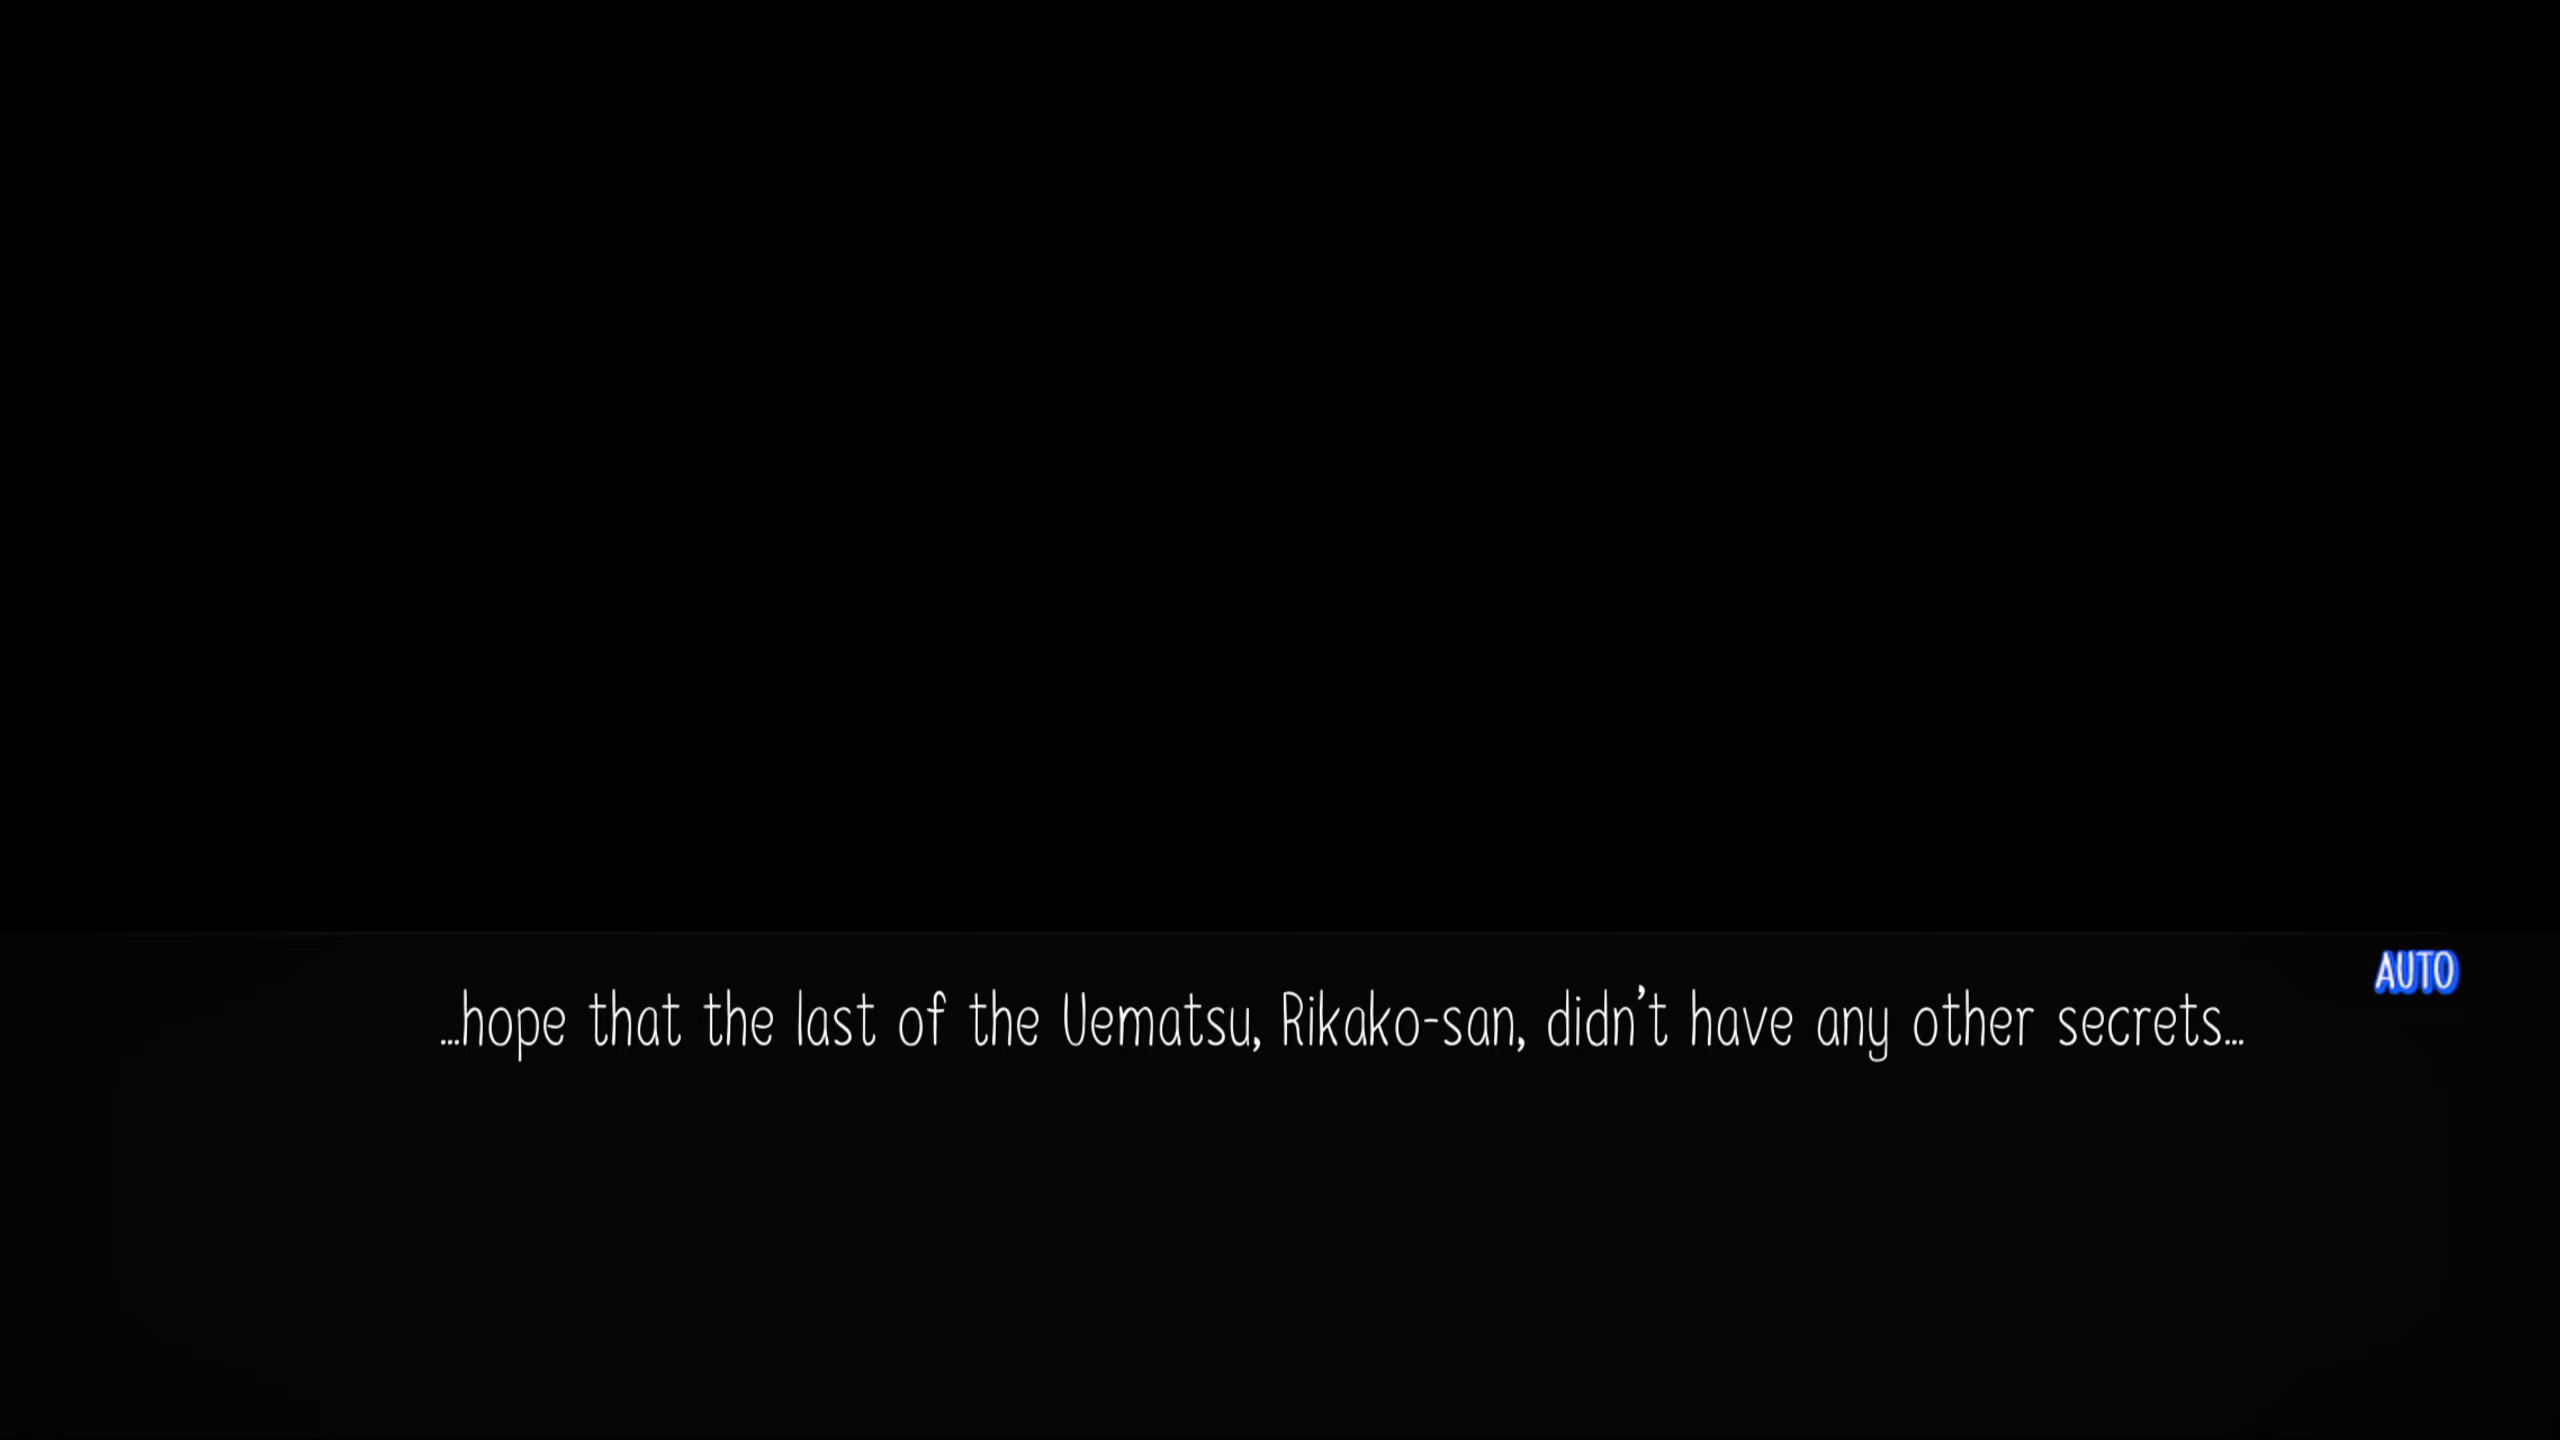 AUTO
…hope that the last of the Uematsu, Rikako-san, didn’t have any other secrets…